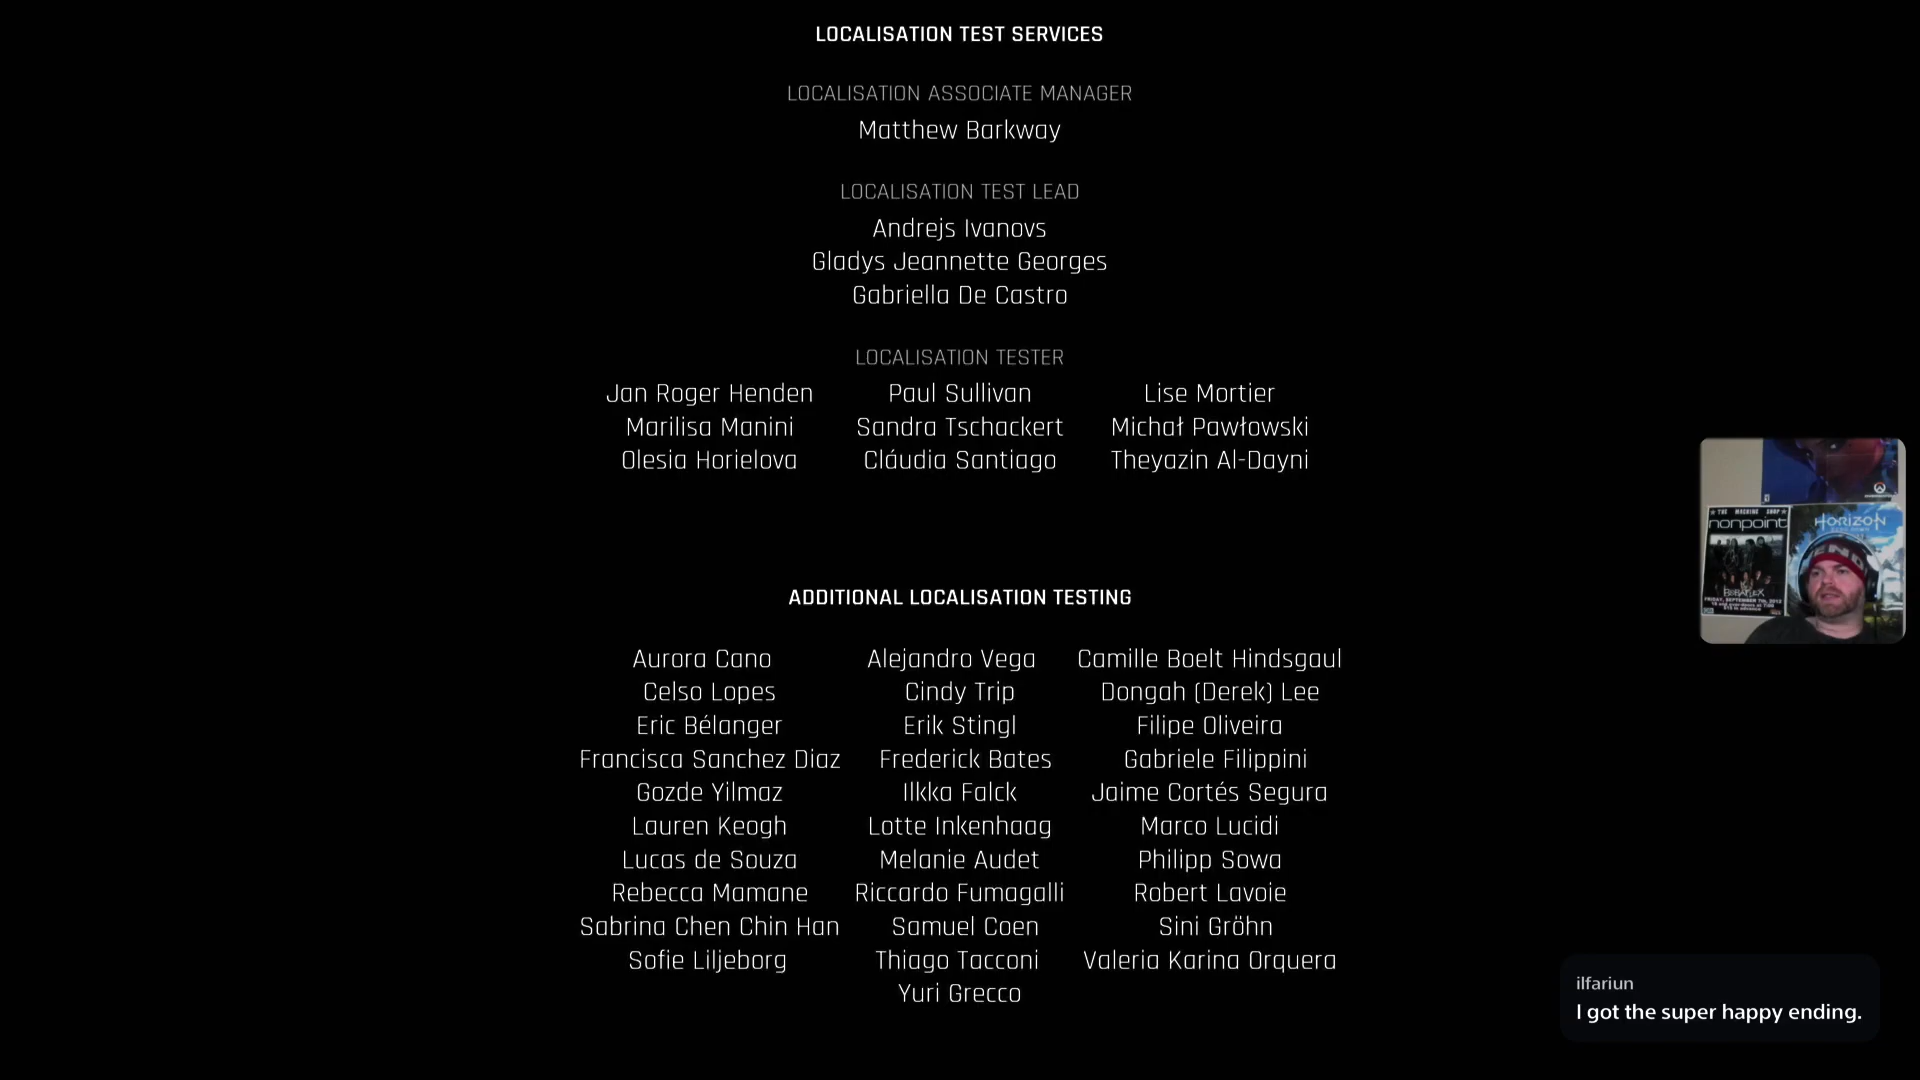 LOCALISATION TEST SERVICES
LOCALISATION ASSOCIATE MANAGER
Matthew Barkway
LOCALISATION TEST LEAD
Andrejs Ivanovs
Gladys Jeannette Georges
Gabriella De Castro
LOCALISATION TESTER
Jan Roger Henden Paul Sullivan Lise Mortier
Marilisa Manini Sandra Tschackert Michał Pawłowski
Olesia Horielova Cláudia Santiago Theyazin Al-Dayni
ADDITIONAL LOCALISATION TESTING
Aurora Cano Alejandro Vega Camille Boelt Hindsgaul
Celso Lopes Cindy Trip Dongah (Derek) Lee
Eric Bélanger Erik Stingl Filipe Oliveira
Francisca Sanchez Diaz Frederick Bates Gabriele Filippini
Gozde Yilmaz Ilkka Falck Jaime Cortés Segura
Lauren Keogh Lotte Inkenhaag Marco Lucidi
Lucas de Souza Melanie Audet Philipp Sowa
Rebecca Mamane Riccardo Fumagalli Robert Lavoie
Sabrina Chen Chin Han Samuel Coen Sini Gröhn
Sofie Liljeborg Thiago Tacconi Valeria Karina Orquera
Yuri Grecco
THE MACHINE SHOP
nonpoint
HORIZON
ilfariun
I got the super happy ending.